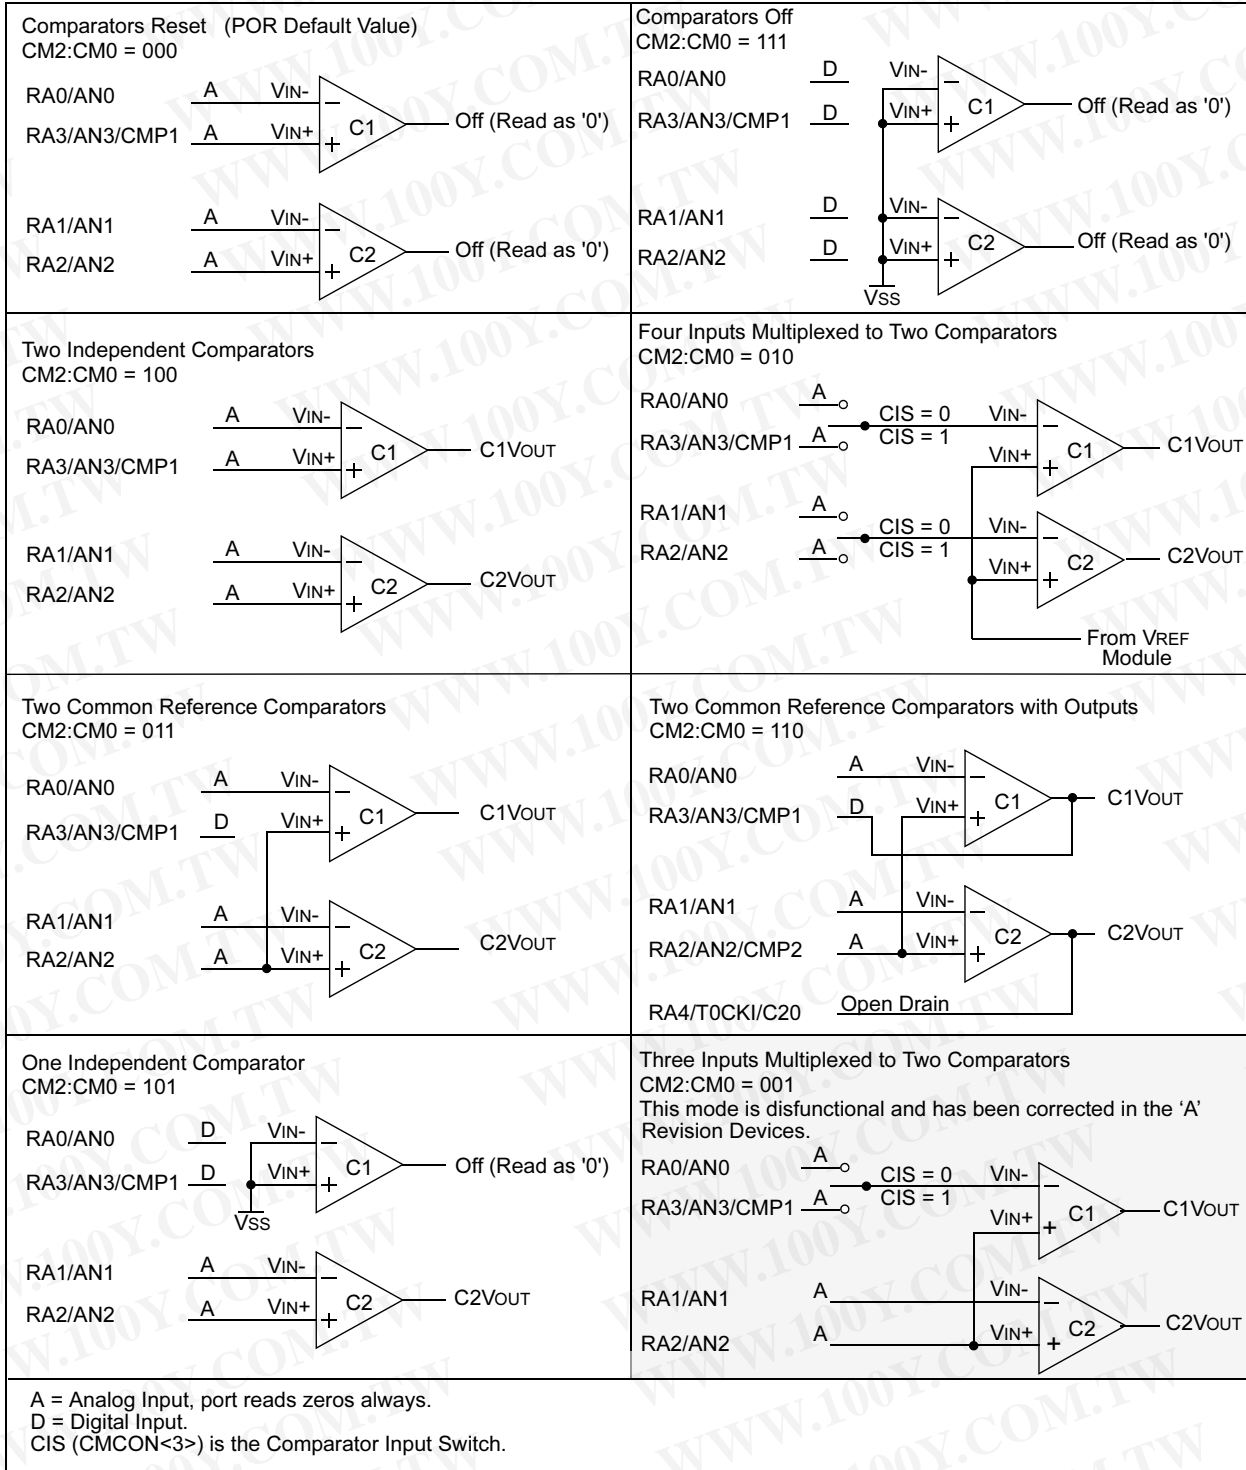 Comparators Reset (POR Default Value)
CM2:CM0 = 000
RA0/AN0 A VIN-
RA3/AN3/CMP1 A VIN+
C1
Off (Read as '0')
RA1/AN1 A VIN-
RA2/AN2 A VIN+
C2
Off (Read as '0')
Comparators Off
CM2:CM0 = 111
RA0/AN0 D VIN-
RA3/AN3/CMP1 D VIN+
C1
Off (Read as '0')
RA1/AN1 D VIN-
RA2/AN2 D VIN+
C2
Off (Read as '0')
VSS
Two Independent Comparators
CM2:CM0 = 100
RA0/AN0 A VIN-
RA3/AN3/CMP1 A VIN+
C1
C1VOUT
RA1/AN1 A VIN-
RA2/AN2 A VIN+
C2
C2VOUT
Four Inputs Multiplexed to Two Comparators
CM2:CM0 = 010
RA0/AN0 A
CIS = 0 VIN-
RA3/AN3/CMP1 A CIS = 1
VIN+
C1
C1VOUT
RA1/AN1 A
CIS = 0 VIN-
RA2/AN2 A CIS = 1
VIN+
C2
C2VOUT
From VREF
Module
Two Common Reference Comparators
CM2:CM0 = 011
RA0/AN0 A VIN-
RA3/AN3/CMP1 D VIN+
C1
C1VOUT
RA1/AN1 A VIN-
RA2/AN2 A VIN+
C2
C2VOUT
Two Common Reference Comparators with Outputs
CM2:CM0 = 110
RA0/AN0 A VIN-
RA3/AN3/CMP1 D VIN+
C1
C1VOUT
RA1/AN1 A VIN-
RA2/AN2/CMP2 A VIN+
C2
C2VOUT
RA4/T0CKI/C20 Open Drain
One Independent Comparator
CM2:CM0 = 101
RA0/AN0 D VIN-
RA3/AN3/CMP1 D VIN+
C1
Off (Read as '0')
VSS
RA1/AN1 A VIN-
RA2/AN2 A VIN+
C2
C2VOUT
Three Inputs Multiplexed to Two Comparators
CM2:CM0 = 001
This mode is disfunctional and has been corrected in the ‘A’
Revision Devices.
RA0/AN0 A
CIS = 0 VIN-
RA3/AN3/CMP1 A CIS = 1
VIN+
C1
C1VOUT
RA1/AN1 A VIN-
RA2/AN2 A VIN+
C2
C2VOUT
A = Analog Input, port reads zeros always.
D = Digital Input.
CIS (CMCON<3>) is the Comparator Input Switch.
WWW.100Y.COM.TW